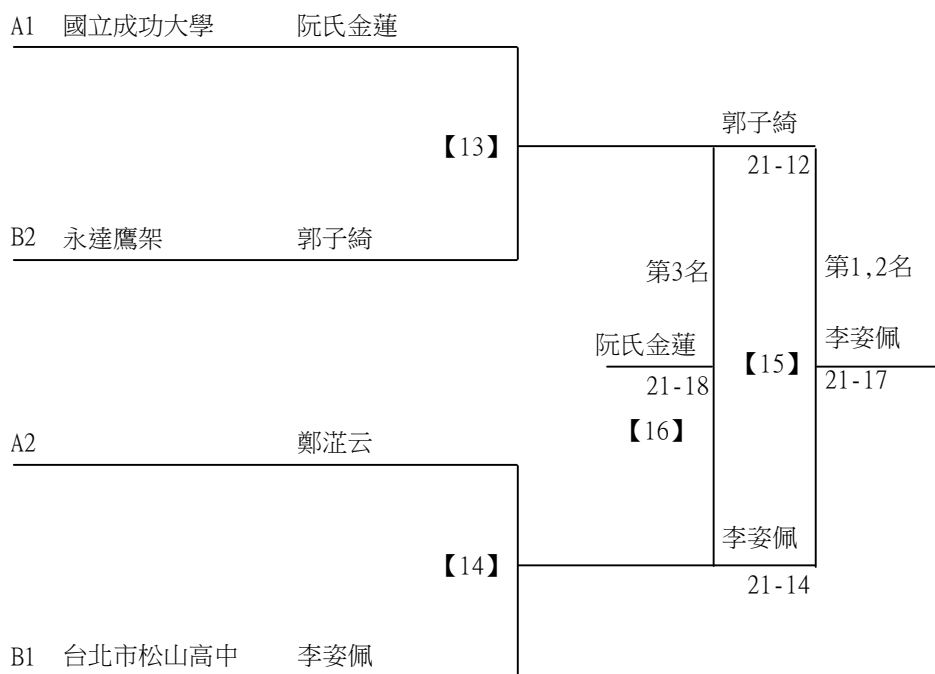 A1 國立成功大學 阮氏金蓮
郭子綺
【13】
21-12
B2 永達鷹架 郭子綺
第3名
第1,2名
阮氏金蓮
李姿佩
【15】
21-18
21-17
【16】
A2 鄭淽云
李姿佩
【14】
21-14
B1 台北市松山高中 李姿佩